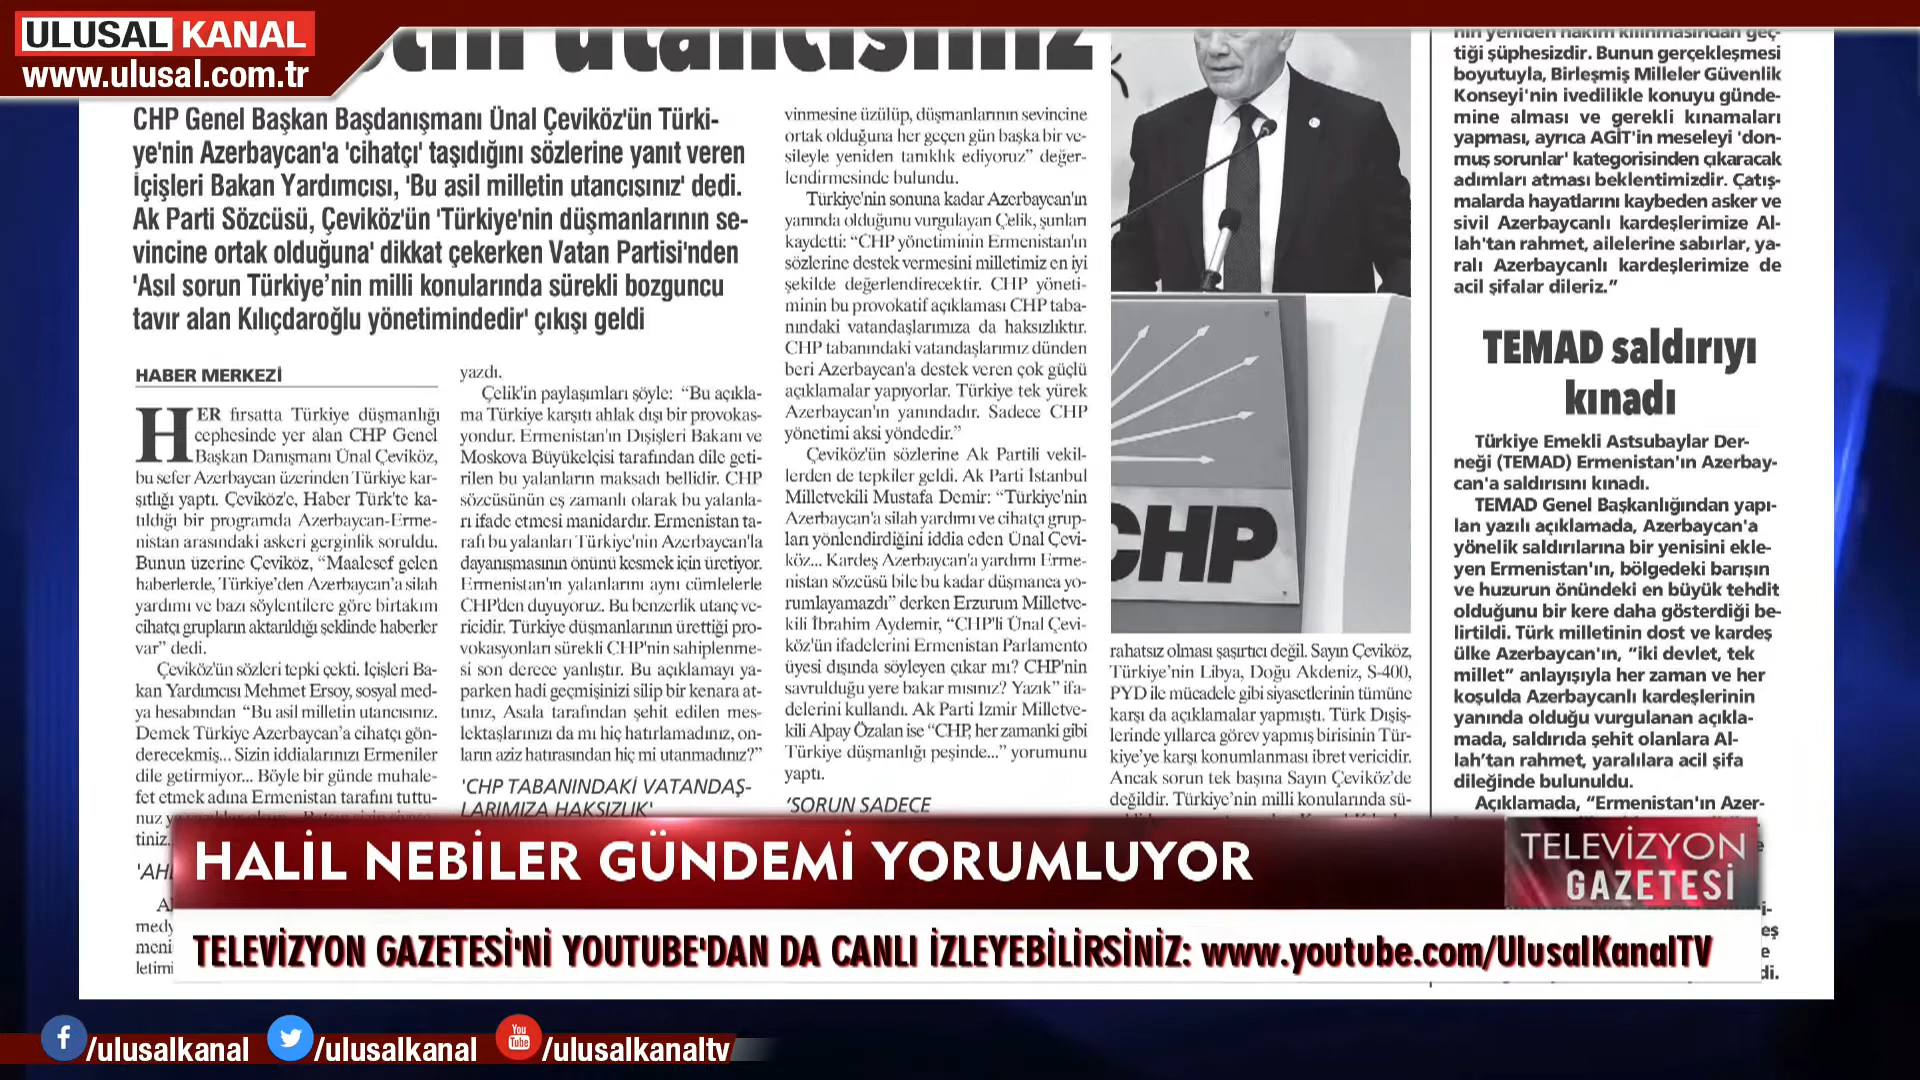 ULUSAL KANAL
www.ulusal.com.tr
utancısınız
CHP Genel Başkan Başdanışmanı Ünal Çeviköz'ün Türki-
ye'nin Azerbaycan'a 'cihatçı' taşıdığını sözlerine yanıt veren
İçişleri Bakan Yardımcısı, 'Bu asil milletin utancısınız' dedi.
Ak Parti Sözcüsü, Çeviköz'ün 'Türkiye'nin düşmanlarının se-
vincine ortak olduğuna' dikkat çekerken Vatan Partisi'nden
'Asıl sorun Türkiye’nin milli konularında sürekli bozguncu
tavır alan Kılıçdaroğlu yönetimindedir' çıkışı geldi
HABER MERKEZİ
HER fırsatta Türkiye düşmanlığı
cephesinde yer alan CHP Genel
Başkan Danışmanı Ünal Çeviköz,
bu sefer Azerbaycan üzerinden Türkiye kar-
şıtlığı yaptı. Çeviköz'e, Haber Türk'te ka-
tıldığı bir programda Azerbaycan-Erme-
nistan arasındaki askeri gerginlik soruldu.
Bunun üzerine Çeviköz, “Maalesef gelen
haberlerde, Türkiye’den Azerbaycan’a silah
yardımı ve bazı söylentilere göre birtakım
cihatçı grupların aktarıldığı şeklinde haberler
var” dedi.
Çeviköz'ün sözleri tepki çekti. İçişleri Ba-
kan Yardımcısı Mehmet Ersoy, sosyal med-
ya hesabından “Bu asil milletin utancısınız.
Demek Türkiye Azerbaycan’a cihatçı gön-
derecekmiş... Sizin iddialarınızı Ermeniler
dile getirmiyor... Böyle bir günde muhale-
fet etmek adına Ermenistan tarafını tuttu-
nuz
tiniz.
'AH
medy
meni
letimi
yazdı.
Çelik'in paylaşımları şöyle: “Bu açıkla-
ma Türkiye karşıtı ahlak dışı bir provokas-
yondur. Ermenistan'ın Dışişleri Bakanı ve
Moskova Büyükelçisi tarafından dile geti-
rilen bu yalanların maksadı bellidir. CHP
sözcüsünün eş zamanlı olarak bu yalanla-
rı ifade etmesi manidardır. Ermenistan ta-
rafı bu yalanları Türkiye'nin Azerbaycan'la
dayanışmasının önünü kesmek için üretiyor.
Ermenistan'ın yalanlarını aynı cümlelerle
CHP'den duyuyoruz. Bu benzerlik utanç ve-
ricidir. Türkiye düşmanlarının ürettiği pro-
vokasyonları sürekli CHP'nin sahiplenme-
si son derece yanlıştır. Bu açıklamayı ya-
parken hadi geçmişinizi silip bir kenara at-
tınız, Asala tarafından şehit edilen mes-
lektaşlarınızı da mı hiç hatırlamadınız, on-
ların aziz hatırasından hiç mi utanmadınız?”
'CHP TABANINDAKİ VATANDAŞ-
LARIMIZA HAKSIZLIK'
vinmesine üzülüp, düşmanlarının sevincine
ortak olduğuna her geçen gün başka bir ve-
sileyle yeniden tanıklık ediyoruz” değer-
lendirmesinde bulundu.
Türkiye'nin sonuna kadar Azerbaycan'ın
yanında olduğunu vurgulayan Çelik, şunları
kaydetti: “CHP yönetiminin Ermenistan'ın
sözlerine destek vermesini milletimiz en iyi
şekilde değerlendirecektir. CHP yöneti-
minin bu provokatif açıklaması CHP taba-
nındaki vatandaşlarımıza da haksızlıktır.
CHP tabanındaki vatandaşlarımız dünden
beri Azerbaycan'a destek veren çok güçlü
açıklamalar yapıyorlar. Türkiye tek yürek
Azerbaycan'ın yanındadır. Sadece CHP
yönetimi aksi yöndedir.”
Çeviköz'ün sözlerine Ak Partili vekil-
lerden de tepkiler geldi. Ak Parti İstanbul
Milletvekili Mustafa Demir: “Türkiye'nin
Azerbaycan'a silah yardımı ve cihatçı grup-
ları yönlendirdiğini iddia eden Ünal Çevi-
köz... Kardeş Azerbaycan'a yardımı Erme-
nistan sözcüsü bile bu kadar düşmanca yo-
rumlayamazdı” derken Erzurum Milletve-
kili İbrahim Aydemir, “CHP'li Ünal Çevi-
köz'ün ifadelerini Ermenistan Parlamento
üyesi dışında söyleyen çıkar mı? CHP'nin
savrulduğu yere bakar mısınız? Yazık” ifa-
delerini kullandı. Ak Parti İzmir Milletve-
kili Alpay Özalan ise “CHP, her zamanki gibi
Türkiye düşmanlığı peşinde...” yorumunu
yaptı.
‘SORUN SADECE
CHP
rahatsız olması şaşırtıcı değil. Sayın Çeviköz,
Türkiye’nin Libya, Doğu Akdeniz, S-400,
PYD ile mücadele gibi siyasetlerinin tümüne
karşı da açıklamalar yapmıştı. Türk Dışiş-
lerinde yıllarca görev yapmış birisinin Tür-
kiye’ye karşı konumlanması ibret vericidir.
Ancak sorun tek başına Sayın Çeviköz’de
değildir. Türkiye’nin milli konularında sü-
nin yeniden hakim kılınmasından geç-
tiği şüphesizdir. Bunun gerçekleşmesi
boyutuyla, Birleşmiş Milleler Güvenlik
Konseyi'nin ivedilikle konuyu günde-
mine alması ve gerekli kınamaları
yapması, ayrıca AGİT'in meseleyi 'don-
muş sorunlar' kategorisinden çıkaracak
adımları atması beklentimizdir. Çatış-
malarda hayatlarını kaybeden asker ve
sivil Azerbaycanlı kardeşlerimize Al-
lah'tan rahmet, ailelerine sabırlar, ya-
ralı Azerbaycanlı kardeşlerimize de
acil şifalar dileriz.”
TEMAD saldırıyı
kınadı
Türkiye Emekli Astsubaylar Der-
neği (TEMAD) Ermenistan'ın Azerbay-
can'a saldırısını kınadı.
TEMAD Genel Başkanlığından yapı-
lan yazılı açıklamada, Azerbaycan'a
yönelik saldırılarına bir yenisini ekle-
yen Ermenistan'ın, bölgedeki barışın
ve huzurun önündeki en büyük tehdit
olduğunu bir kere daha gösterdiği be-
lirtildi. Türk milletinin dost ve kardeş
ülke Azerbaycan'ın, “iki devlet, tek
millet” anlayışıyla her zaman ve her
koşulda Azerbaycanlı kardeşlerinin
yanında olduğu vurgulanan açıkla-
mada, saldırıda şehit olanlara Al-
lah’tan rahmet, yaralılara acil şifa
dileğinde bulunuldu.
Açıklamada, “Ermenistan'ın Azer-
HALİL NEBİLER GÜNDEMİ YORUMLUYOR
TELEVİZYON
GAZETESİ
TELEVİZYON GAZETESİ'Nİ YOUTUBE'DAN DA CANLI İZLEYEBİLİRSİNİZ: www.youtube.com/UlusalKanalTV
/ulusalkanal
/ulusalkanal
You Tube
/ulusalkanaltv